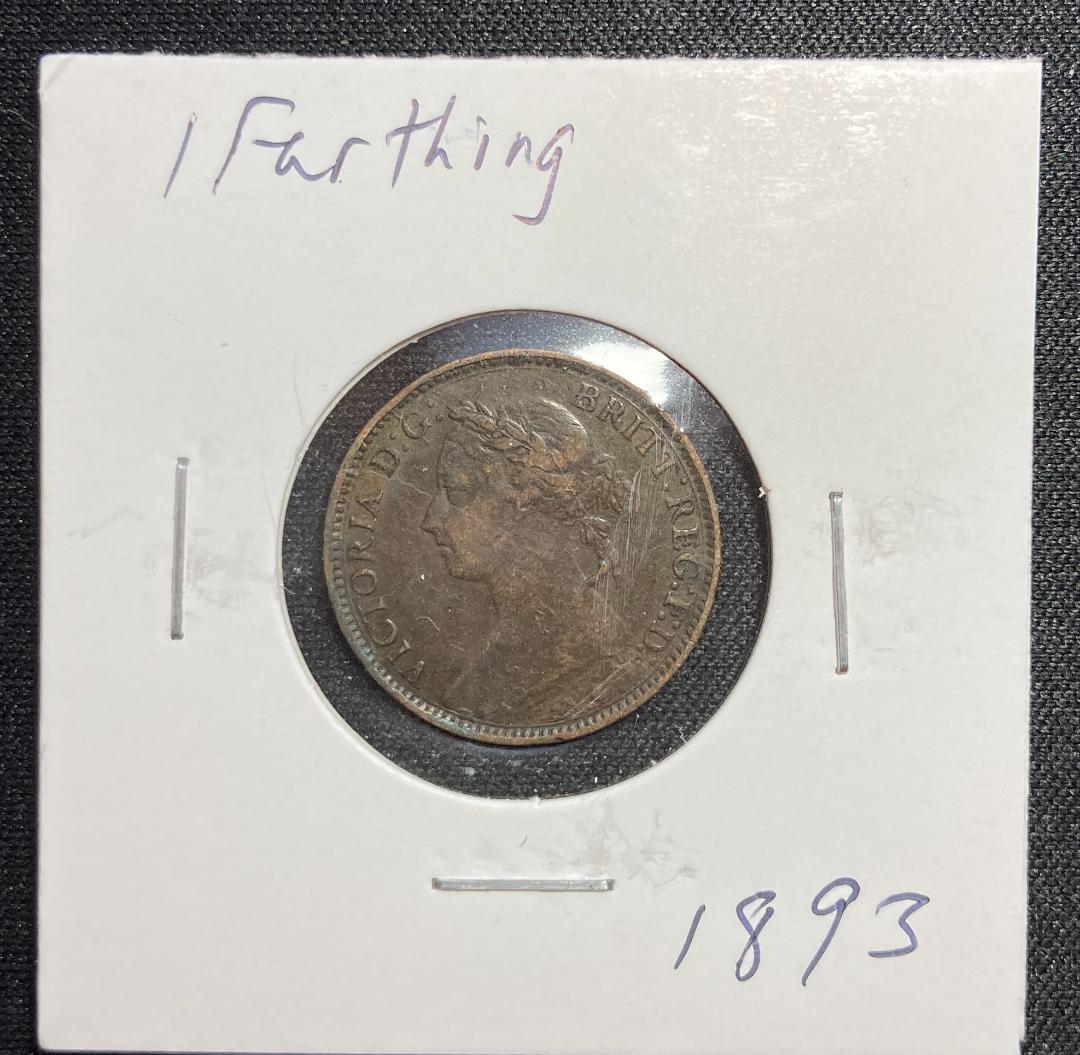 1 Farthing
VICTORIA D·G· BRITT·REG·F·D·
1893